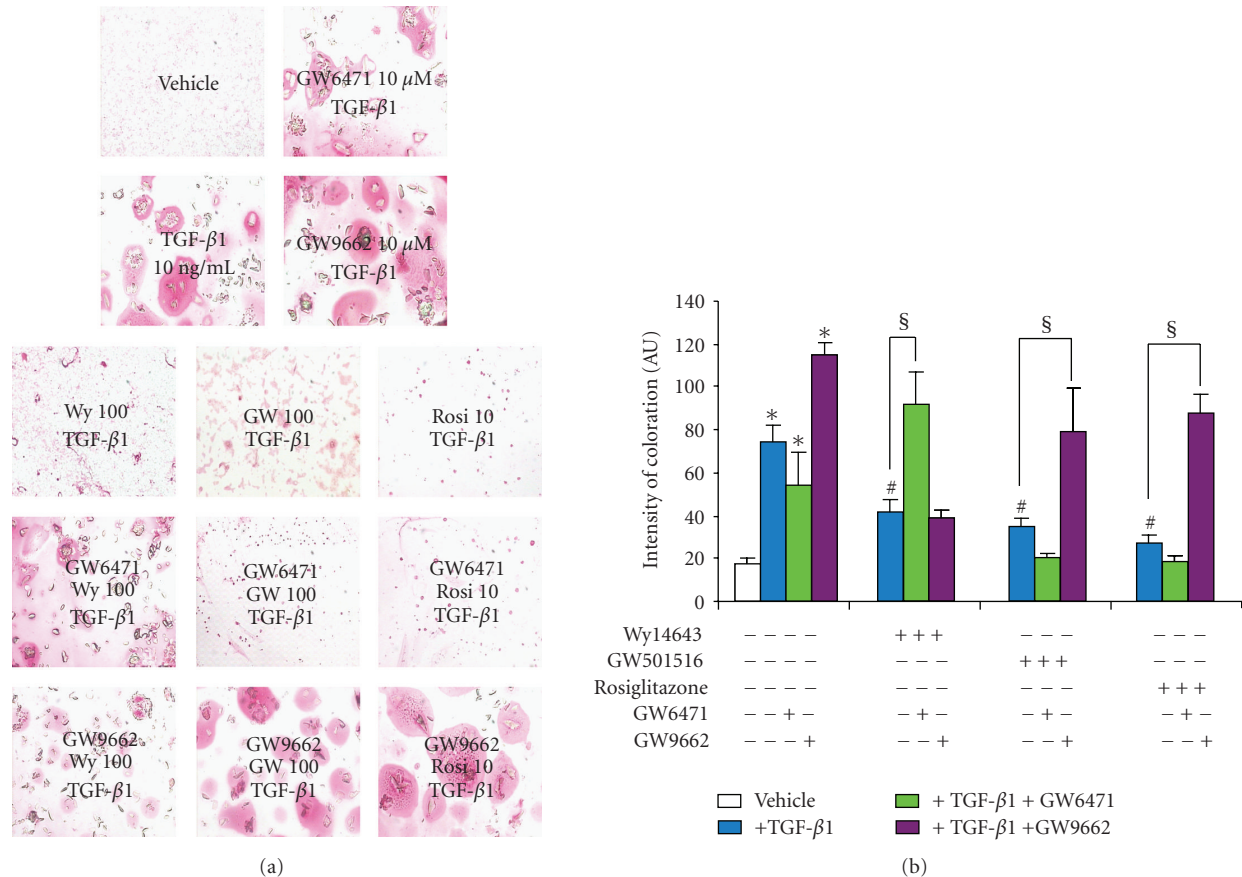 Vehicle
GW6471 10 μM
TGF-β1
TGF-β1
10 ng/mL
GW9662 10 μM
TGF-β1
Wy 100
TGF-β1
GW 100
TGF-β1
Rosi 10
TGF-β1
GW6471
Wy 100
TGF-β1
GW6471
GW 100
TGF-β1
GW6471
Rosi 10
TGF-β1
GW9662
Wy 100
TGF-β1
GW9662
GW 100
TGF-β1
GW9662
Rosi 10
TGF-β1
(a)
Intensity of coloration (AU)
140
120
100
80
60
40
20
0
* * *
# §
# §
# §
Wy14643 − − − − + + + − − − − − −
GW501516 − − − − − − − + + + − − −
Rosiglitazone − − − − − − − − − − + + +
GW6471 − − + − − + − − + − − + −
GW9662 − − − + − − + − − + − − +
Vehicle
+TGF-β1
+ TGF-β1 + GW6471
+ TGF-β1 +GW9662
(b)